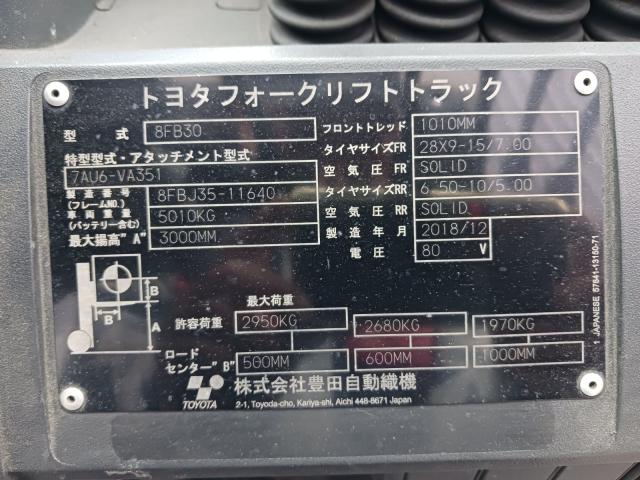 トヨタフォークリフトトラック
型式 8FB30
特型型式・アタッチメント型式
7AU6-VA351
製造番号
(フレームNO.) 8FBJ35-11640
車両重量
(バッテリー含む) 5010KG
最大揚高"A" 3000MM
フロントトレッド 1010MM
タイヤサイズFR 28X9-15/7.00
空気圧FR SOLID
タイヤサイズRR 6.50-10/5.00
空気圧RR SOLID
製造年月 2018/12
電圧 80 V
B
B
A
最大荷重
許容荷重 2950KG 2680KG 1970KG
ロード
センター"B" 500MM 600MM 1000MM
TOYOTA
株式会社豊田自動織機
2-1, Toyoda-cho, Kariya-shi, Aichi 448-8671 Japan
1 JAPANESE 57641-13160-71